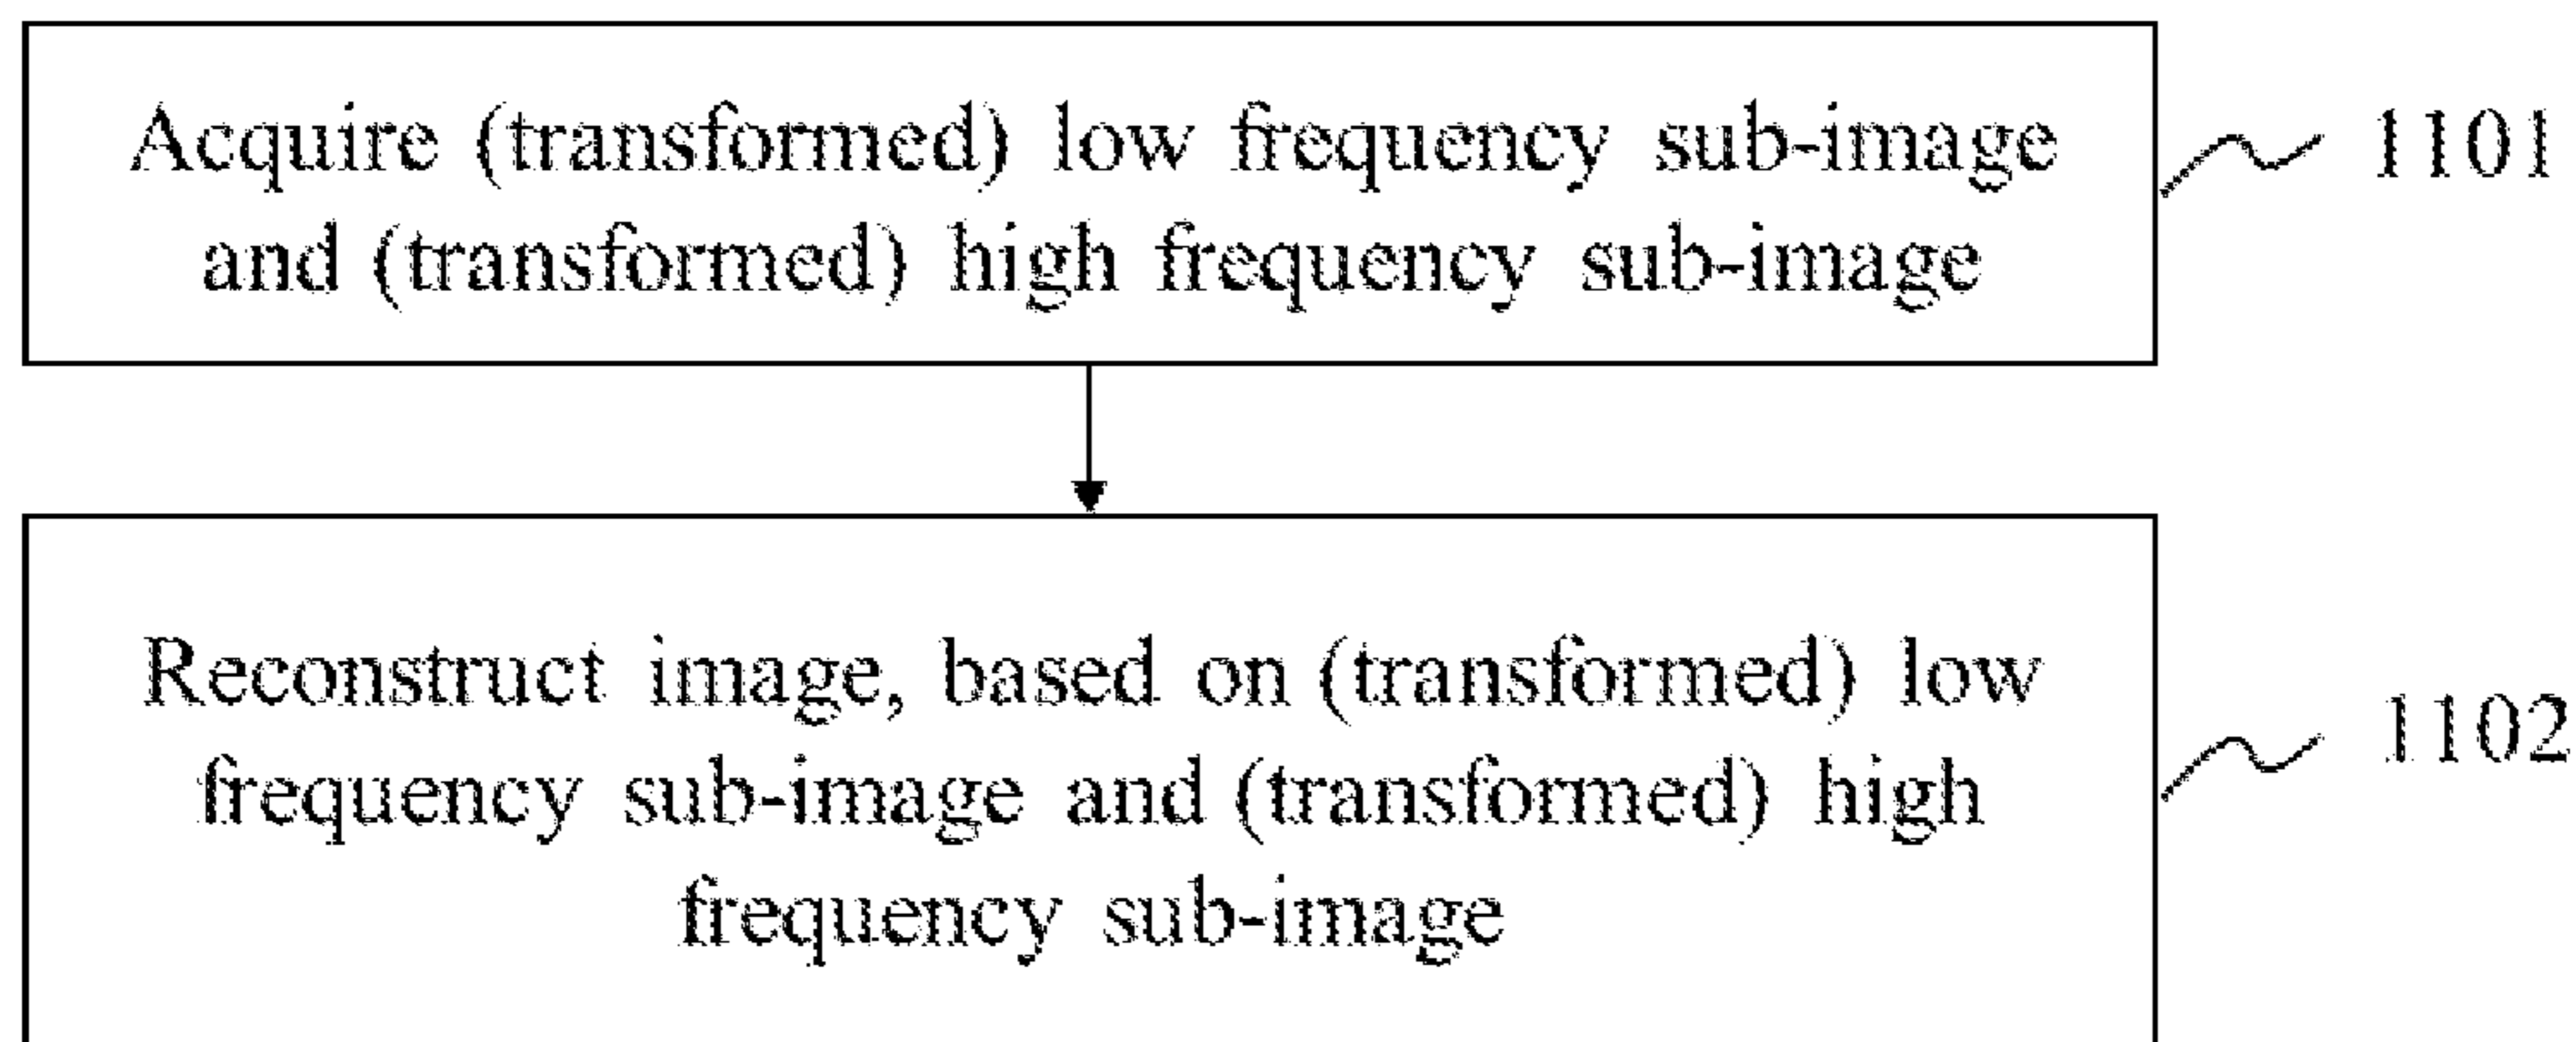 Acquire (transformed) low frequency sub-image
and (transformed) high frequency sub-image
1101
Reconstruct image, based on (transformed) low
frequency sub-image and (transformed) high
frequency sub-image
1102